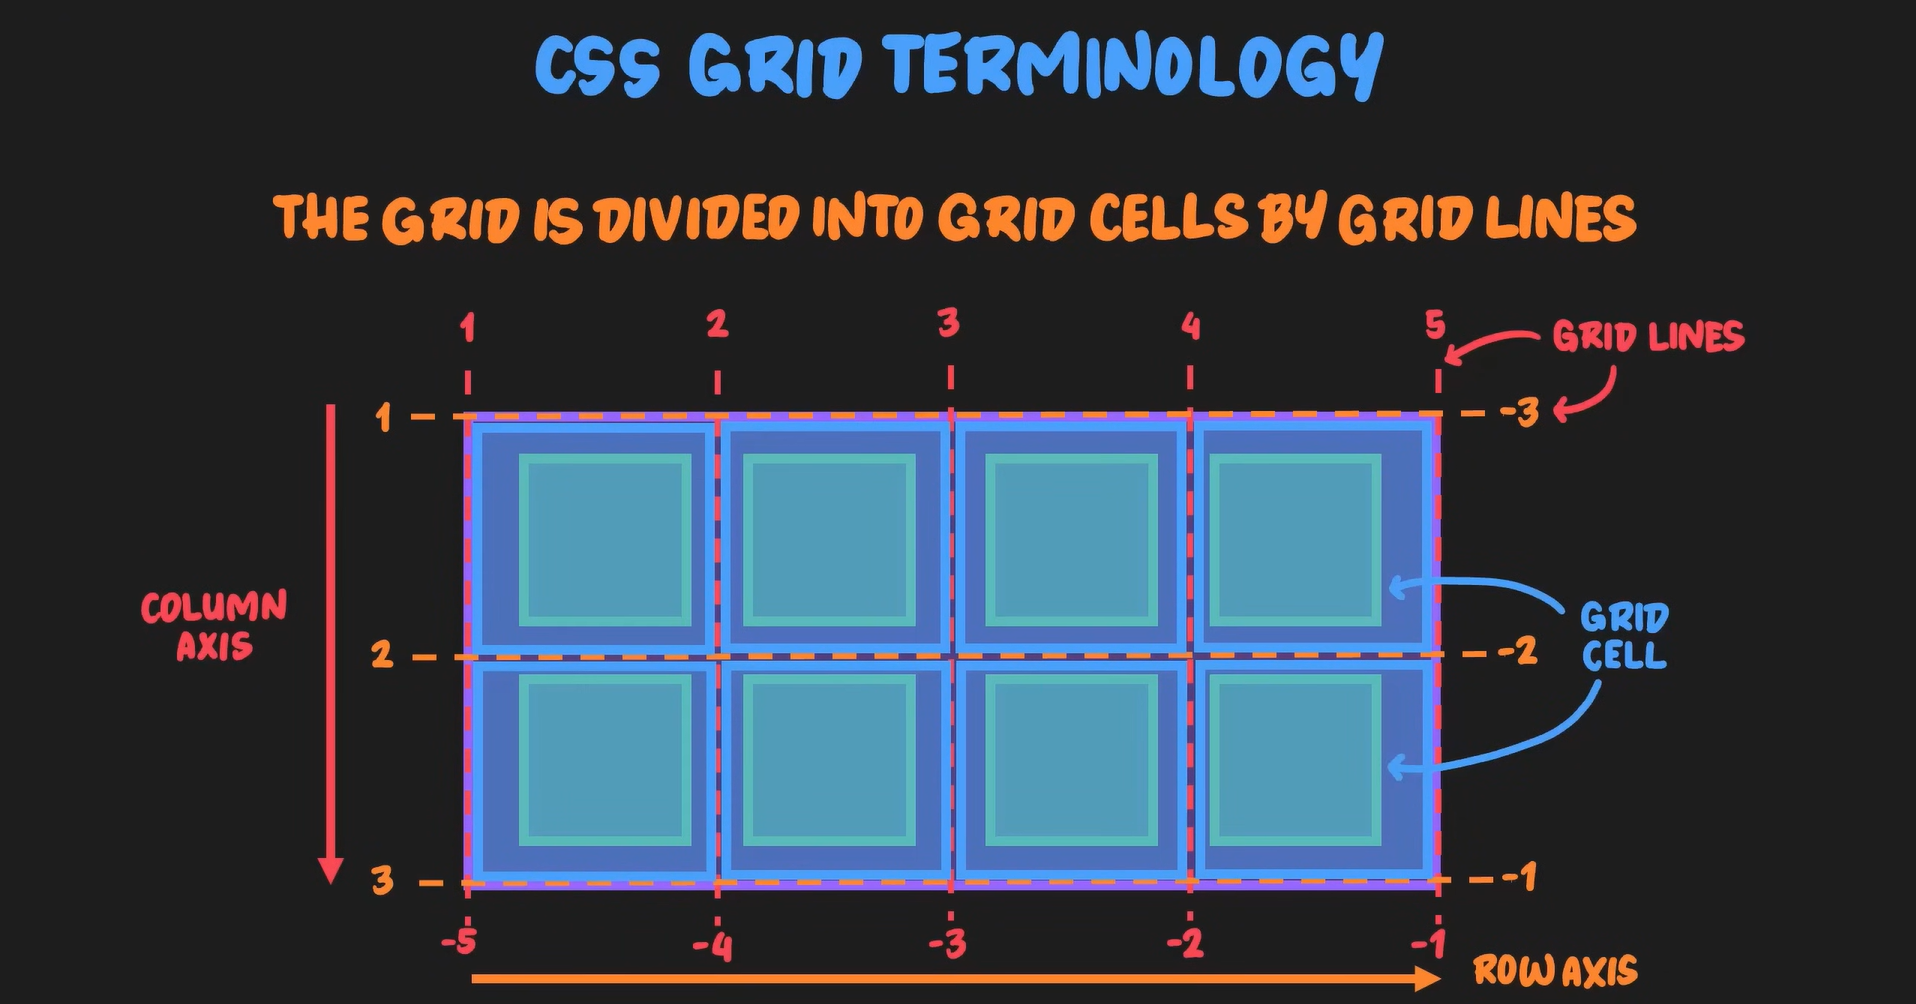 CSS GRID TERMINOLOGY
THE GRID IS DIVIDED INTO GRID CELLS BY GRID LINES
1 2 3 4 5
GRID LINES
1
-3
COLUMN
AXIS
2
-2
GRID
CELL
3
-1
-5 -4 -3 -2 -1
ROW AXIS